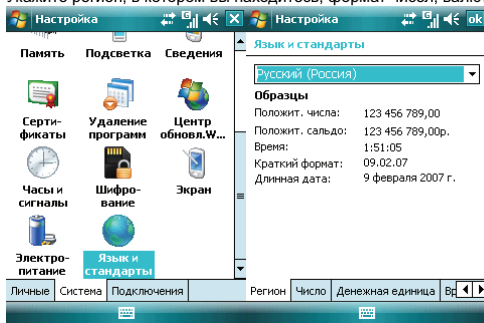 Укажите регион, в котором вы находитесь, формат чисел, валют
Настройка
Память Подсветка Сведения
Серти-
фикаты
Удаление
программ
Центр
обновл.W...
Часы и
сигналы
Шифро-
вание
Экран
Электро-
питание
Язык и
стандарты
Личные Система Подключения
Настройка ok
Язык и стандарты
Русский (Россия)
Образцы
Положит. числа: 123 456 789,00
Положит. сальдо: 123 456 789,00р.
Время: 1:51:05
Краткий формат: 09.02.07
Длинная дата: 9 февраля 2007 г.
Регион Число Денежная единица Вр